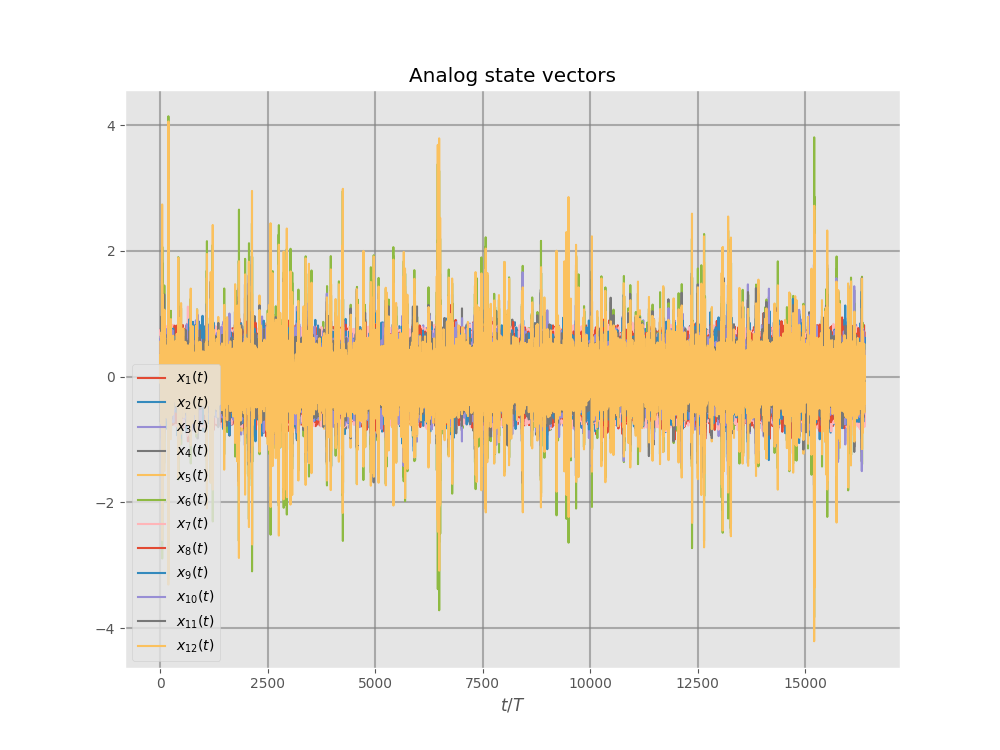 Analog state vectors
4
2
0
−2
−4
x₁(t)
x₂(t)
x₃(t)
x₄(t)
x₅(t)
x₆(t)
x₇(t)
x₈(t)
x₉(t)
x₁₀(t)
x₁₁(t)
x₁₂(t)
0 2500 5000 7500 10000 12500 15000
t/T